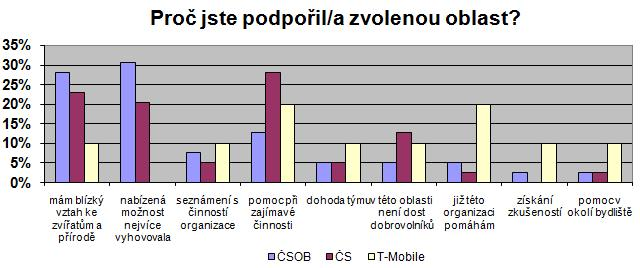 Proč jste podpořil/a zvolenou oblast?
35%
30%
25%
20%
15%
10%
5%
0%
mám blízký
vztah ke
zvířatům a
přírodě
nabízená
možnost
nejvíce
vyhovovala
seznámení s
činností
organizace
pomoc při
zajímavé
činnosti
dohoda týmu
v této oblasti
není dost
dobrovolníků
již této
organizaci
pomáhám
získání
zkušeností
pomoc v
okolí bydliště
ČSOB
ČS
T-Mobile